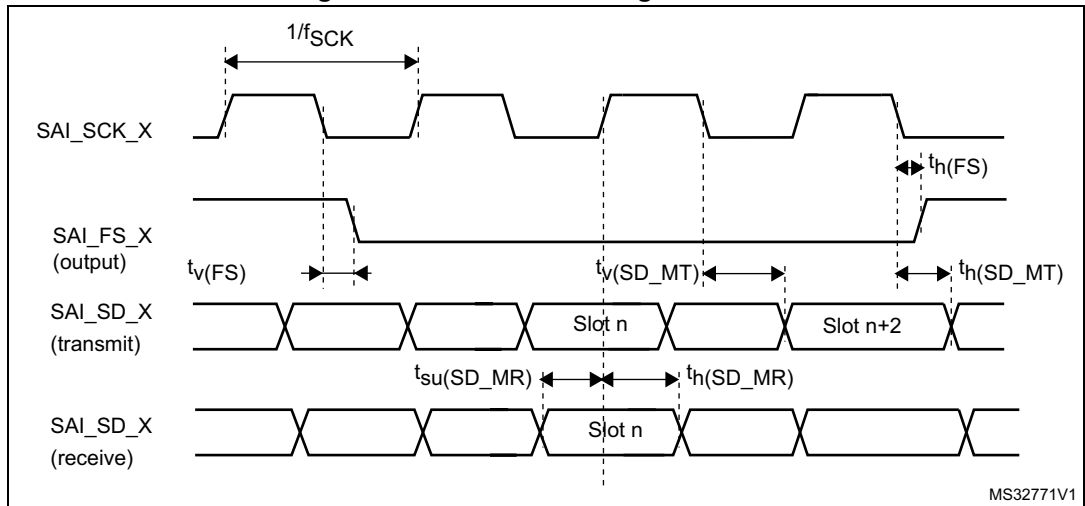 1/fSCK
SAI_SCK_X
th(FS)
SAI_FS_X
(output)
tv(FS)
tv(SD_MT)
th(SD_MT)
SAI_SD_X
(transmit)
Slot n
Slot n+2
tsu(SD_MR)
th(SD_MR)
SAI_SD_X
(receive)
Slot n
MS32771V1